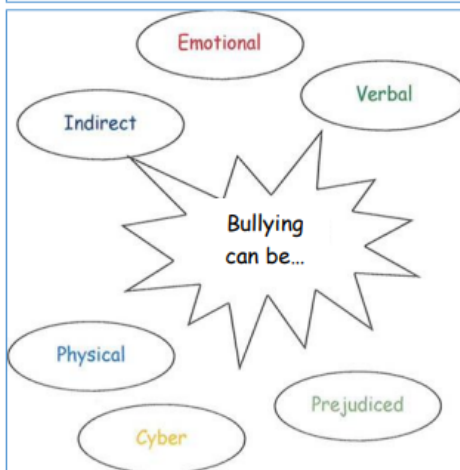 Emotional
Verbal
Indirect
Bullying
can be...
Physical
Prejudiced
Cyber